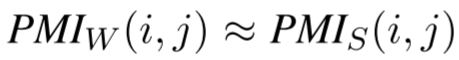 PMI_W(i, j) ≈ PMI_S(i, j)